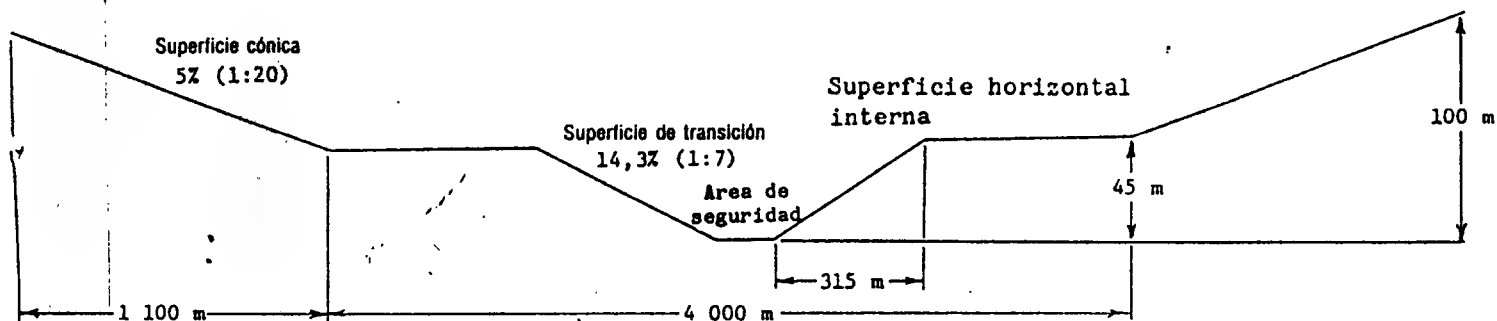 Superficie cónica
5% (1:20)
Superficie horizontal
interna
100 m
Superficie de transición
14,3% (1:7)
Area de
seguridad
45 m
315 m
1 100 m
4 000 m